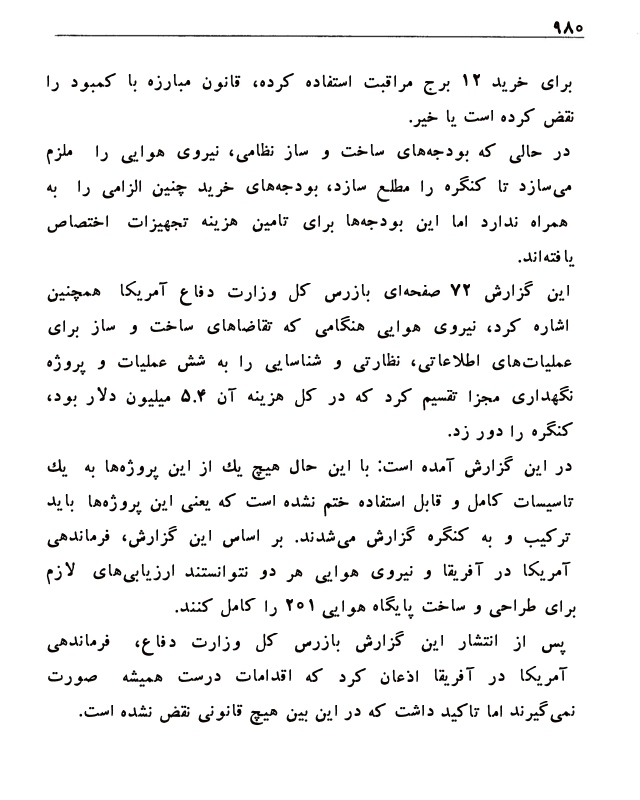 ۹۸۰
برای خرید ۱۲ برج مراقبت استفاده کرده، قانون مبارزه با کمبود را
نقض کرده است یا خیر.
در حالی که بودجه‌های ساخت و ساز نظامی، نیروی هوایی را ملزم
می‌سازد تا کنگره را مطلع سازد، بودجه‌های خرید چنین الزامی را به
همراه ندارد اما این بودجه‌ها برای تامین هزینه تجهیزات اختصاص
یافته‌اند.
این گزارش ۷۲ صفحه‌ای بازرس کل وزارت دفاع آمریکا همچنین
اشاره کرد، نیروی هوایی هنگامی که تقاضاهای ساخت و ساز برای
عملیات‌های اطلاعاتی، نظارتی و شناسایی را به شش عملیات و پروژه
نگهداری مجزا تقسیم کرد که در کل هزینه آن ۵.۴ میلیون دلار بود،
کنگره را دور زد.
در این گزارش آمده است: با این حال هیچ یك از این پروژه‌ها به یك
تاسیسات کامل و قابل استفاده ختم نشده است که یعنی این پروژه‌ها باید
ترکیب و به کنگره گزارش می‌شدند. بر اساس این گزارش، فرماندهی
آمریکا در آفریقا و نیروی هوایی هر دو نتوانستند ارزیابی‌های لازم
برای طراحی و ساخت پایگاه هوایی ۲۰۱ را کامل کنند.
پس از انتشار این گزارش بازرس کل وزارت دفاع، فرماندهی
آمریکا در آفریقا اذعان کرد که اقدامات درست همیشه صورت
نمی‌گیرند اما تاکید داشت که در این بین هیچ قانونی نقض نشده است.